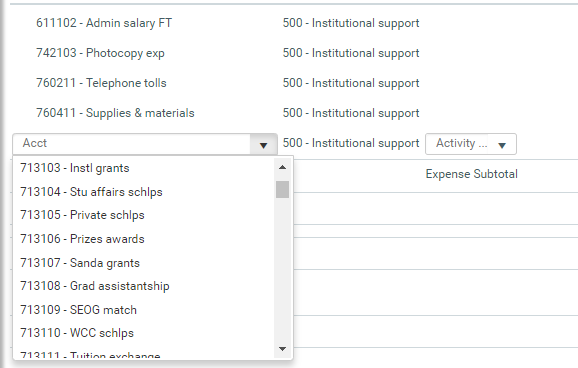 611102 - Admin salary FT 500 - Institutional support
742103 - Photocopy exp 500 - Institutional support
760211 - Telephone tolls 500 - Institutional support
760411 - Supplies & materials 500 - Institutional support
Acct 500 - Institutional support Activity ...
713103 - Instl grants
Expense Subtotal
713104 - Stu affairs schlps
713105 - Private schlps
713106 - Prizes awards
713107 - Sanda grants
713108 - Grad assistantship
713109 - SEOG match
713110 - WCC schlps
713111 - Tuition exchange